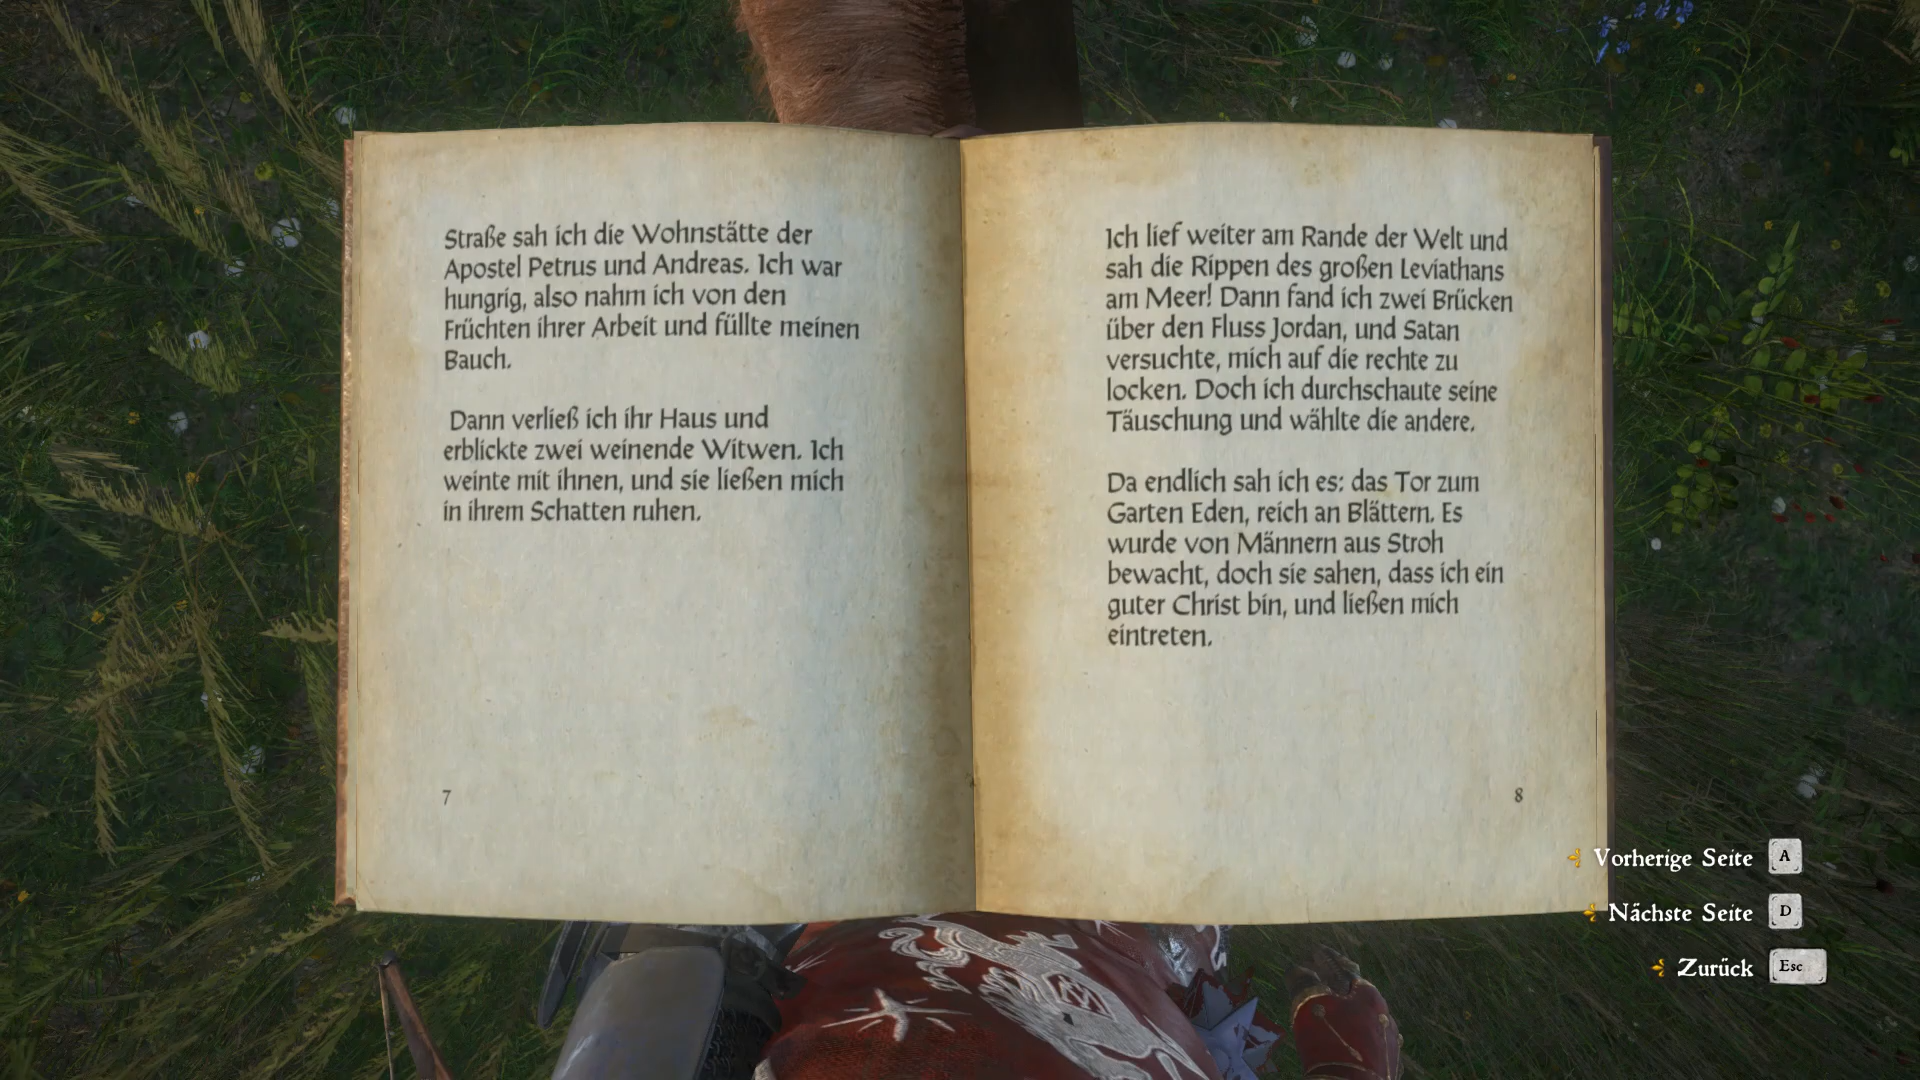 Straße sah ich die Wohnstätte der
Apostel Petrus und Andreas. Ich war
hungrig, also nahm ich von den
Früchten ihrer Arbeit und füllte meinen
Bauch.
Dann verließ ich ihr Haus und
erblickte zwei weinende Witwen. Ich
weinte mit ihnen, und sie ließen mich
in ihrem Schatten ruhen.
7
Ich lief weiter am Rande der Welt und
sah die Rippen des großen Leviathans
am Meer! Dann fand ich zwei Brücken
über den Fluss Jordan, und Satan
versuchte, mich auf die rechte zu
locken. Doch ich durchschaute seine
Täuschung und wählte die andere.
Da endlich sah ich es: das Tor zum
Garten Eden, reich an Blättern. Es
wurde von Männern aus Stroh
bewacht, doch sie sahen, dass ich ein
guter Christ bin, und ließen mich
eintreten.
8
Vorherige Seite A
Nächste Seite D
Zurück Esc